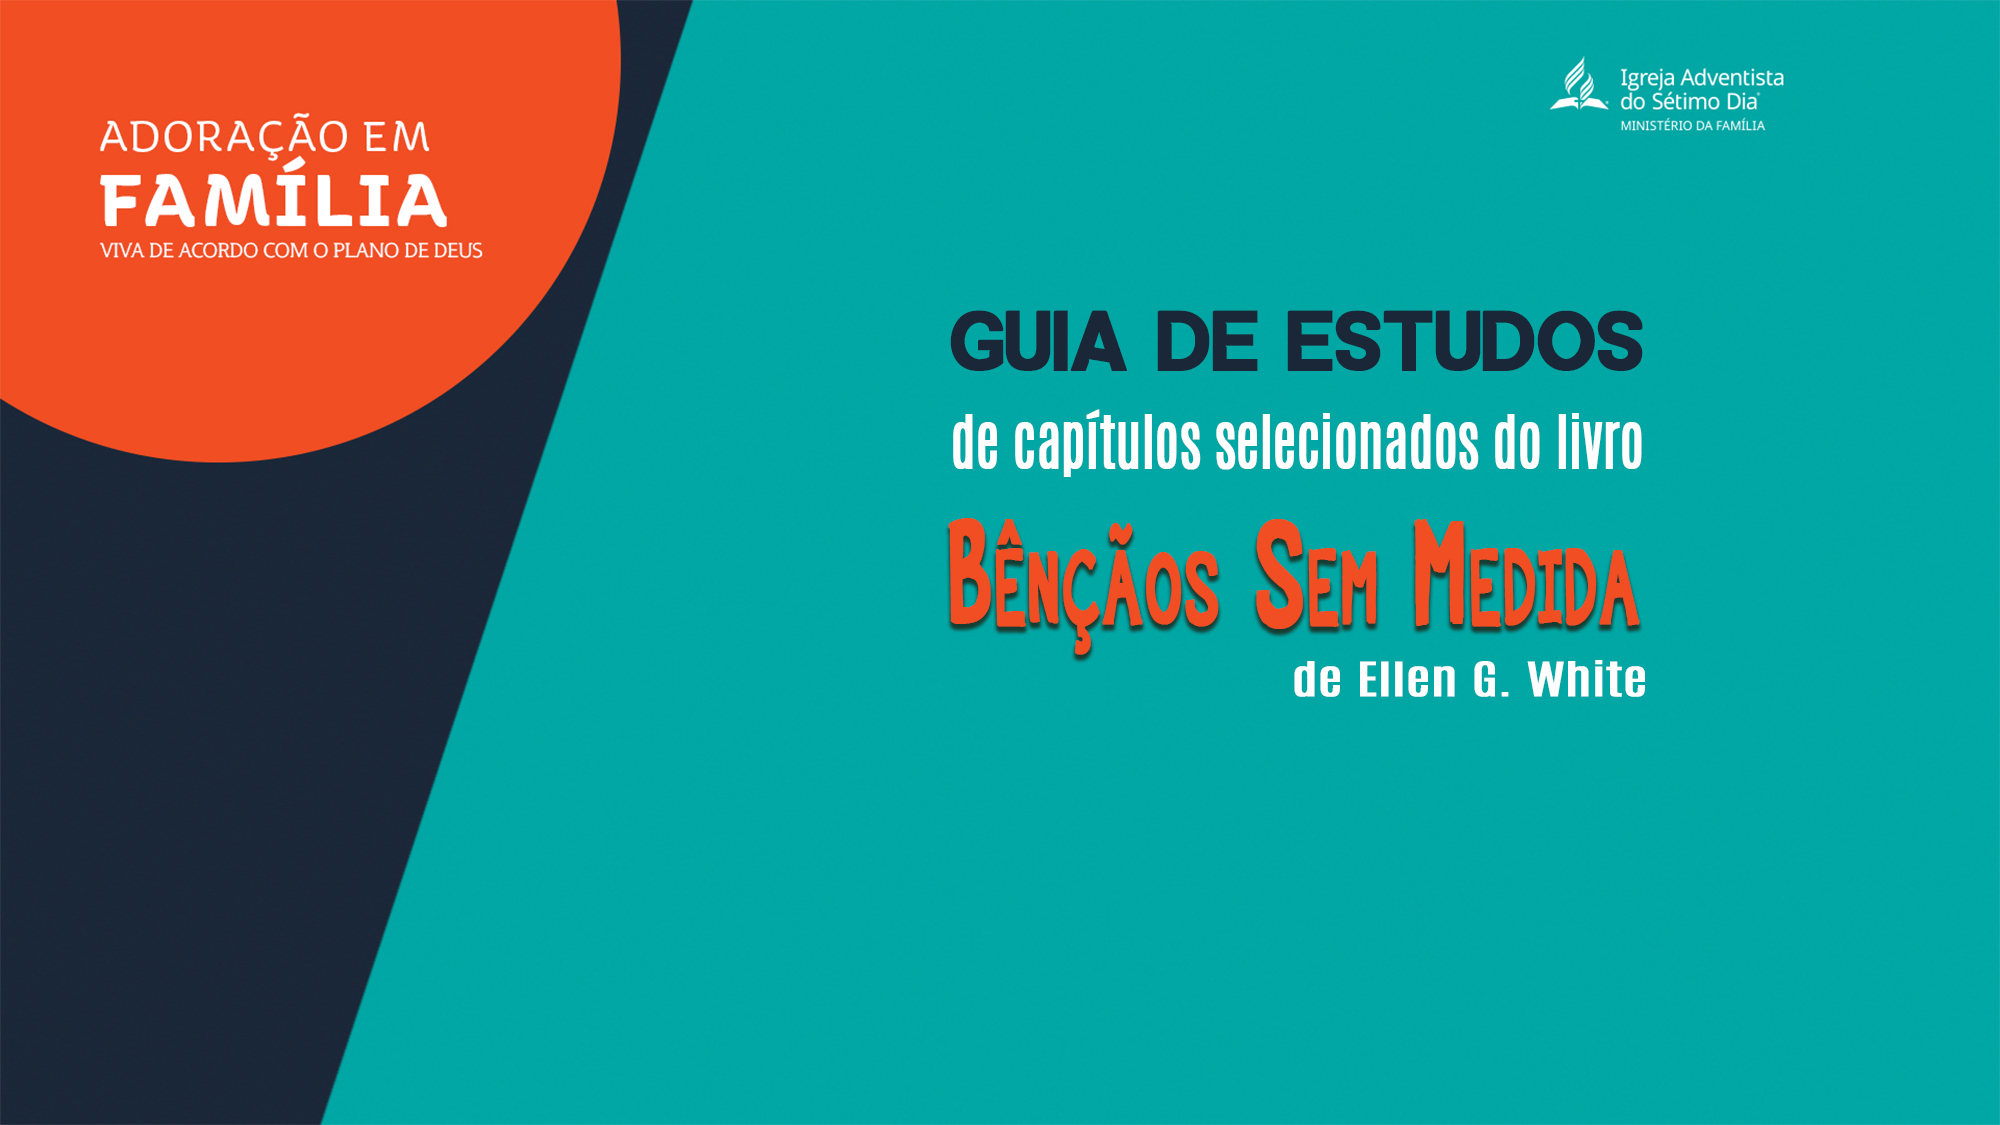 ADORAÇÃO EM
FAMÍLIA
VIVA DE ACORDO COM O PLANO DE DEUS
Igreja Adventista
do Sétimo Dia
MINISTÉRIO DA FAMÍLIA
GUIA DE ESTUDOS
de capítulos selecionados do livro
BÊNÇÃOS SEM MEDIDA
de Ellen G. White